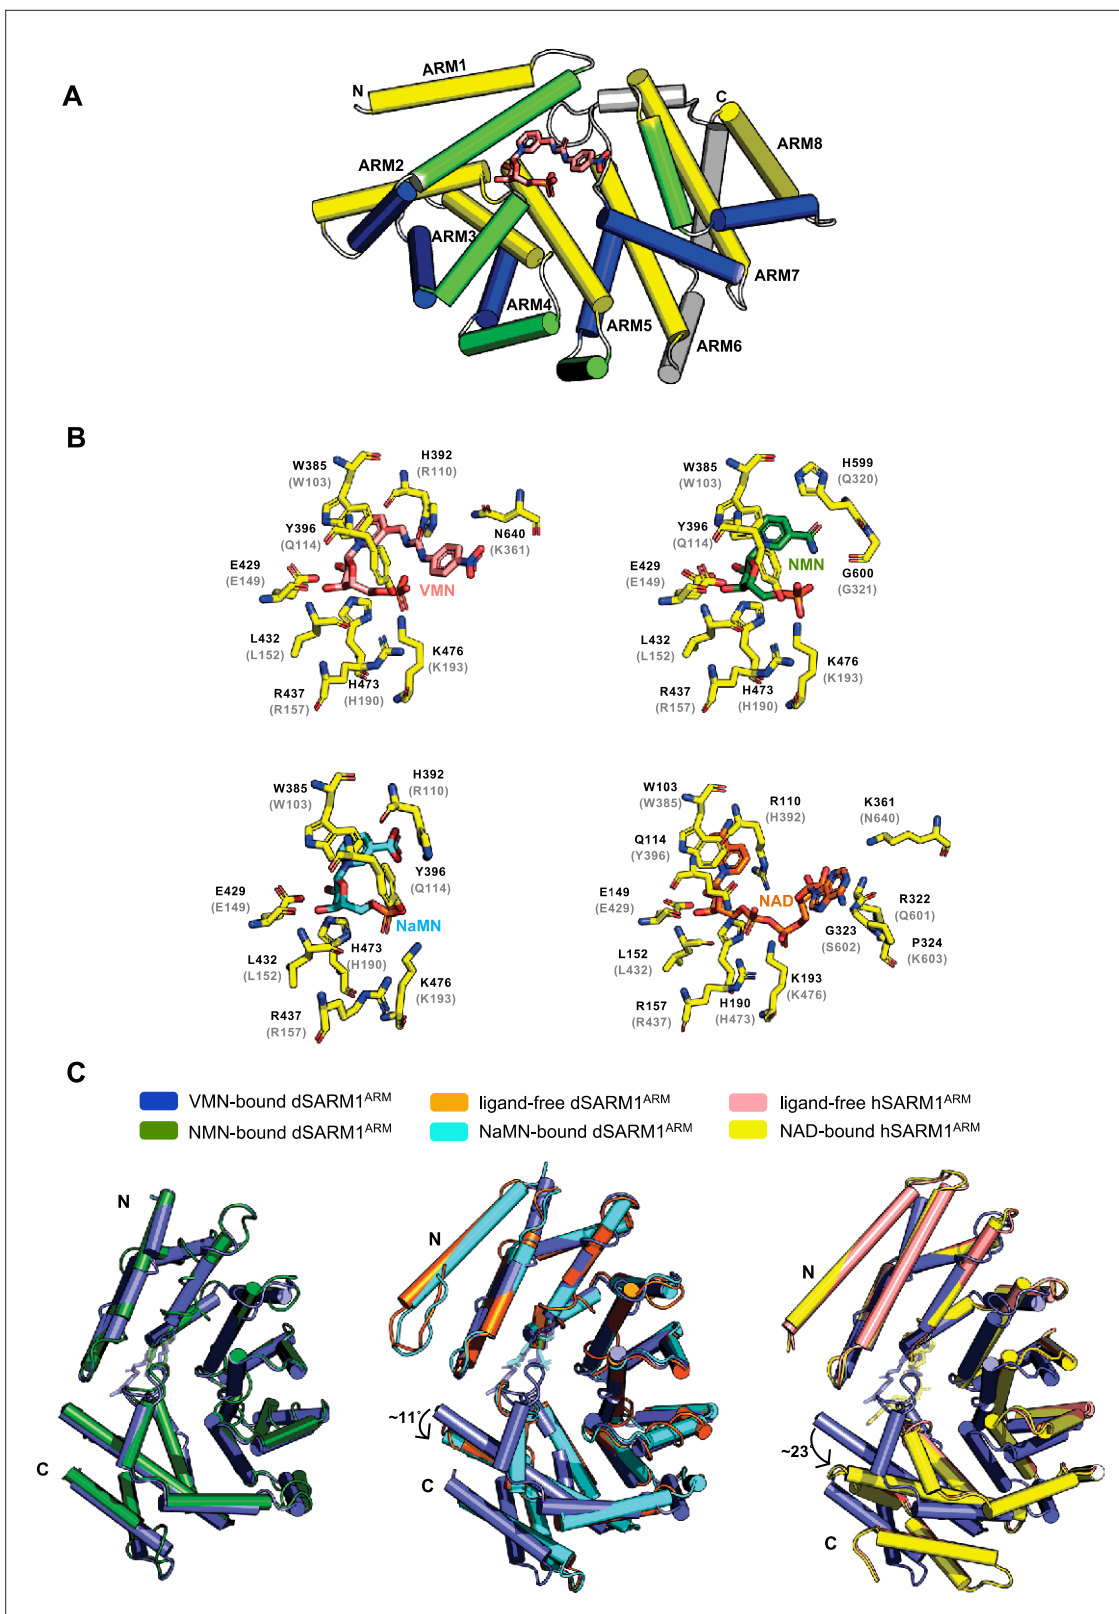 A
N
ARM1
C
ARM8
ARM2
ARM3
ARM7
ARM4
ARM5
ARM6
B
W385
(W103)
H392
(R110)
Y396
(Q114)
N640
(K361)
E429
(E149)
VMN
L432
(L152)
K476
(K193)
R437
(R157)
H473
(H190)
W385
(W103)
H599
(Q320)
Y396
(Q114)
NMN
E429
(E149)
G600
(G321)
L432
(L152)
K476
(K193)
R437
(R157)
H473
(H190)
H392
(R110)
W385
(W103)
Y396
(Q114)
E429
(E149)
NaMN
H473
(H190)
L432
(L152)
K476
(K193)
R437
(R157)
W103
(W385)
R110
(H392)
K361
(N640)
Q114
(Y396)
E149
(E429)
NAD
R322
(Q601)
G323
(S602)
P324
(K603)
L152
(L432)
K193
(K476)
R157
(R437)
H190
(H473)
C
VMN-bound dSARM1ᴬᴿᴹ
ligand-free dSARM1ᴬᴿᴹ
ligand-free hSARM1ᴬᴿᴹ
NMN-bound dSARM1ᴬᴿᴹ
NaMN-bound dSARM1ᴬᴿᴹ
NAD-bound hSARM1ᴬᴿᴹ
N
C
N
~11°
C
N
~23
C